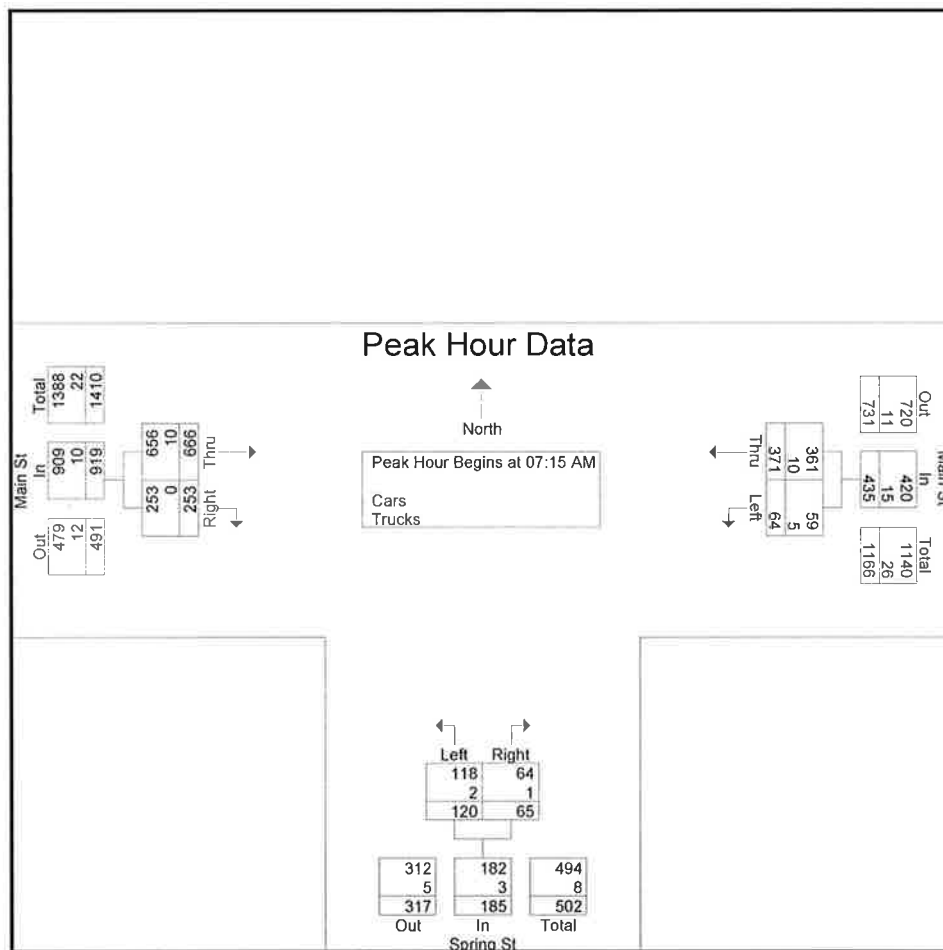 Peak Hour Data
North
Peak Hour Begins at 07:15 AM
Cars
Trucks
Main St
Total
1388
22
1410
In
909
10
919
Out
479
12
491
Thru
656
10
666
Right
253
0
253
Thru
361
10
371
Left
59
5
64
Out
720
11
731
In
420
15
435
Total
1140
26
1166
Main St
Left Right
118 64
2 1
120 65
312 182 494
5 3 8
317 185 502
Out In Total
Spring St